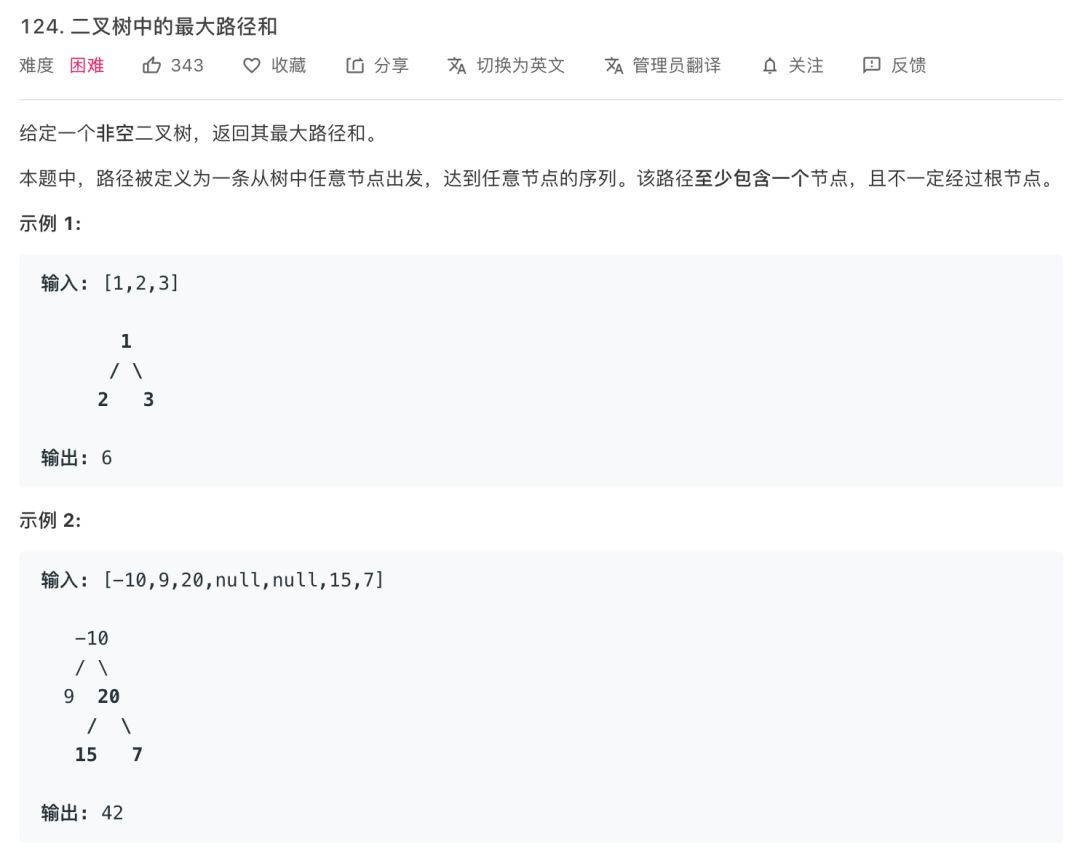 124. 二叉树中的最大路径和
难度 困难 343 收藏 分享 切换为英文 管理员翻译 关注 反馈
给定一个非空二叉树，返回其最大路径和。
本题中，路径被定义为一条从树中任意节点出发，达到任意节点的序列。该路径至少包含一个节点，且不一定经过根节点。
示例 1:
输入: [1,2,3]
1
/ \
2 3
输出: 6
示例 2:
输入: [-10,9,20,null,null,15,7]
-10
/ \
9 20
/ \
15 7
输出: 42